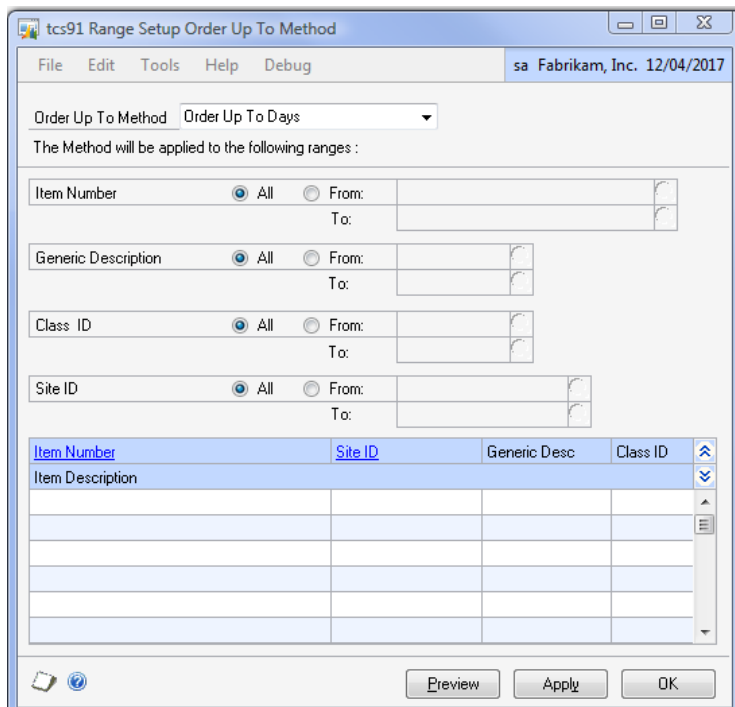 tcs91 Range Setup Order Up To Method
File Edit Tools Help Debug sa Fabrikam, Inc. 12/04/2017
Order Up To Method Order Up To Days
The Method will be applied to the following ranges :
Item Number All From:
To:
Generic Description All From:
To:
Class ID All From:
To:
Site ID All From:
To:
Item Number Site ID Generic Desc Class ID
Item Description
Preview Apply OK